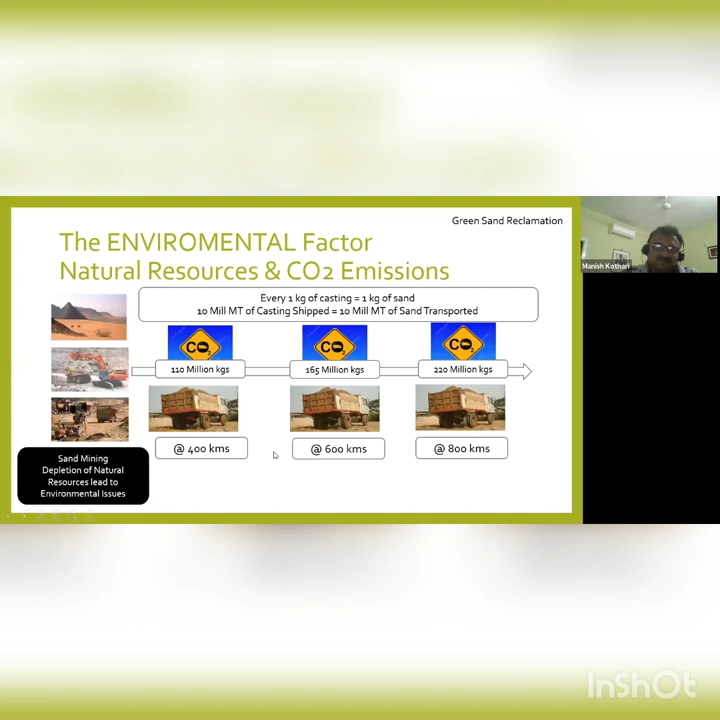 Green Sand Reclamation
The ENVIROMENTAL Factor
Natural Resources & CO2 Emissions
Every 1 kg of casting = 1 kg of sand
10 Mill MT of Casting Shipped = 10 Mill MT of Sand Transported
CO2
CO2
CO2
110 Million kgs
165 Million kgs
220 Million kgs
@ 400 kms
@ 600 kms
@ 800 kms
Sand Mining
Depletion of Natural
Resources lead to
Environmental Issues
Manish Kothari
InShOt